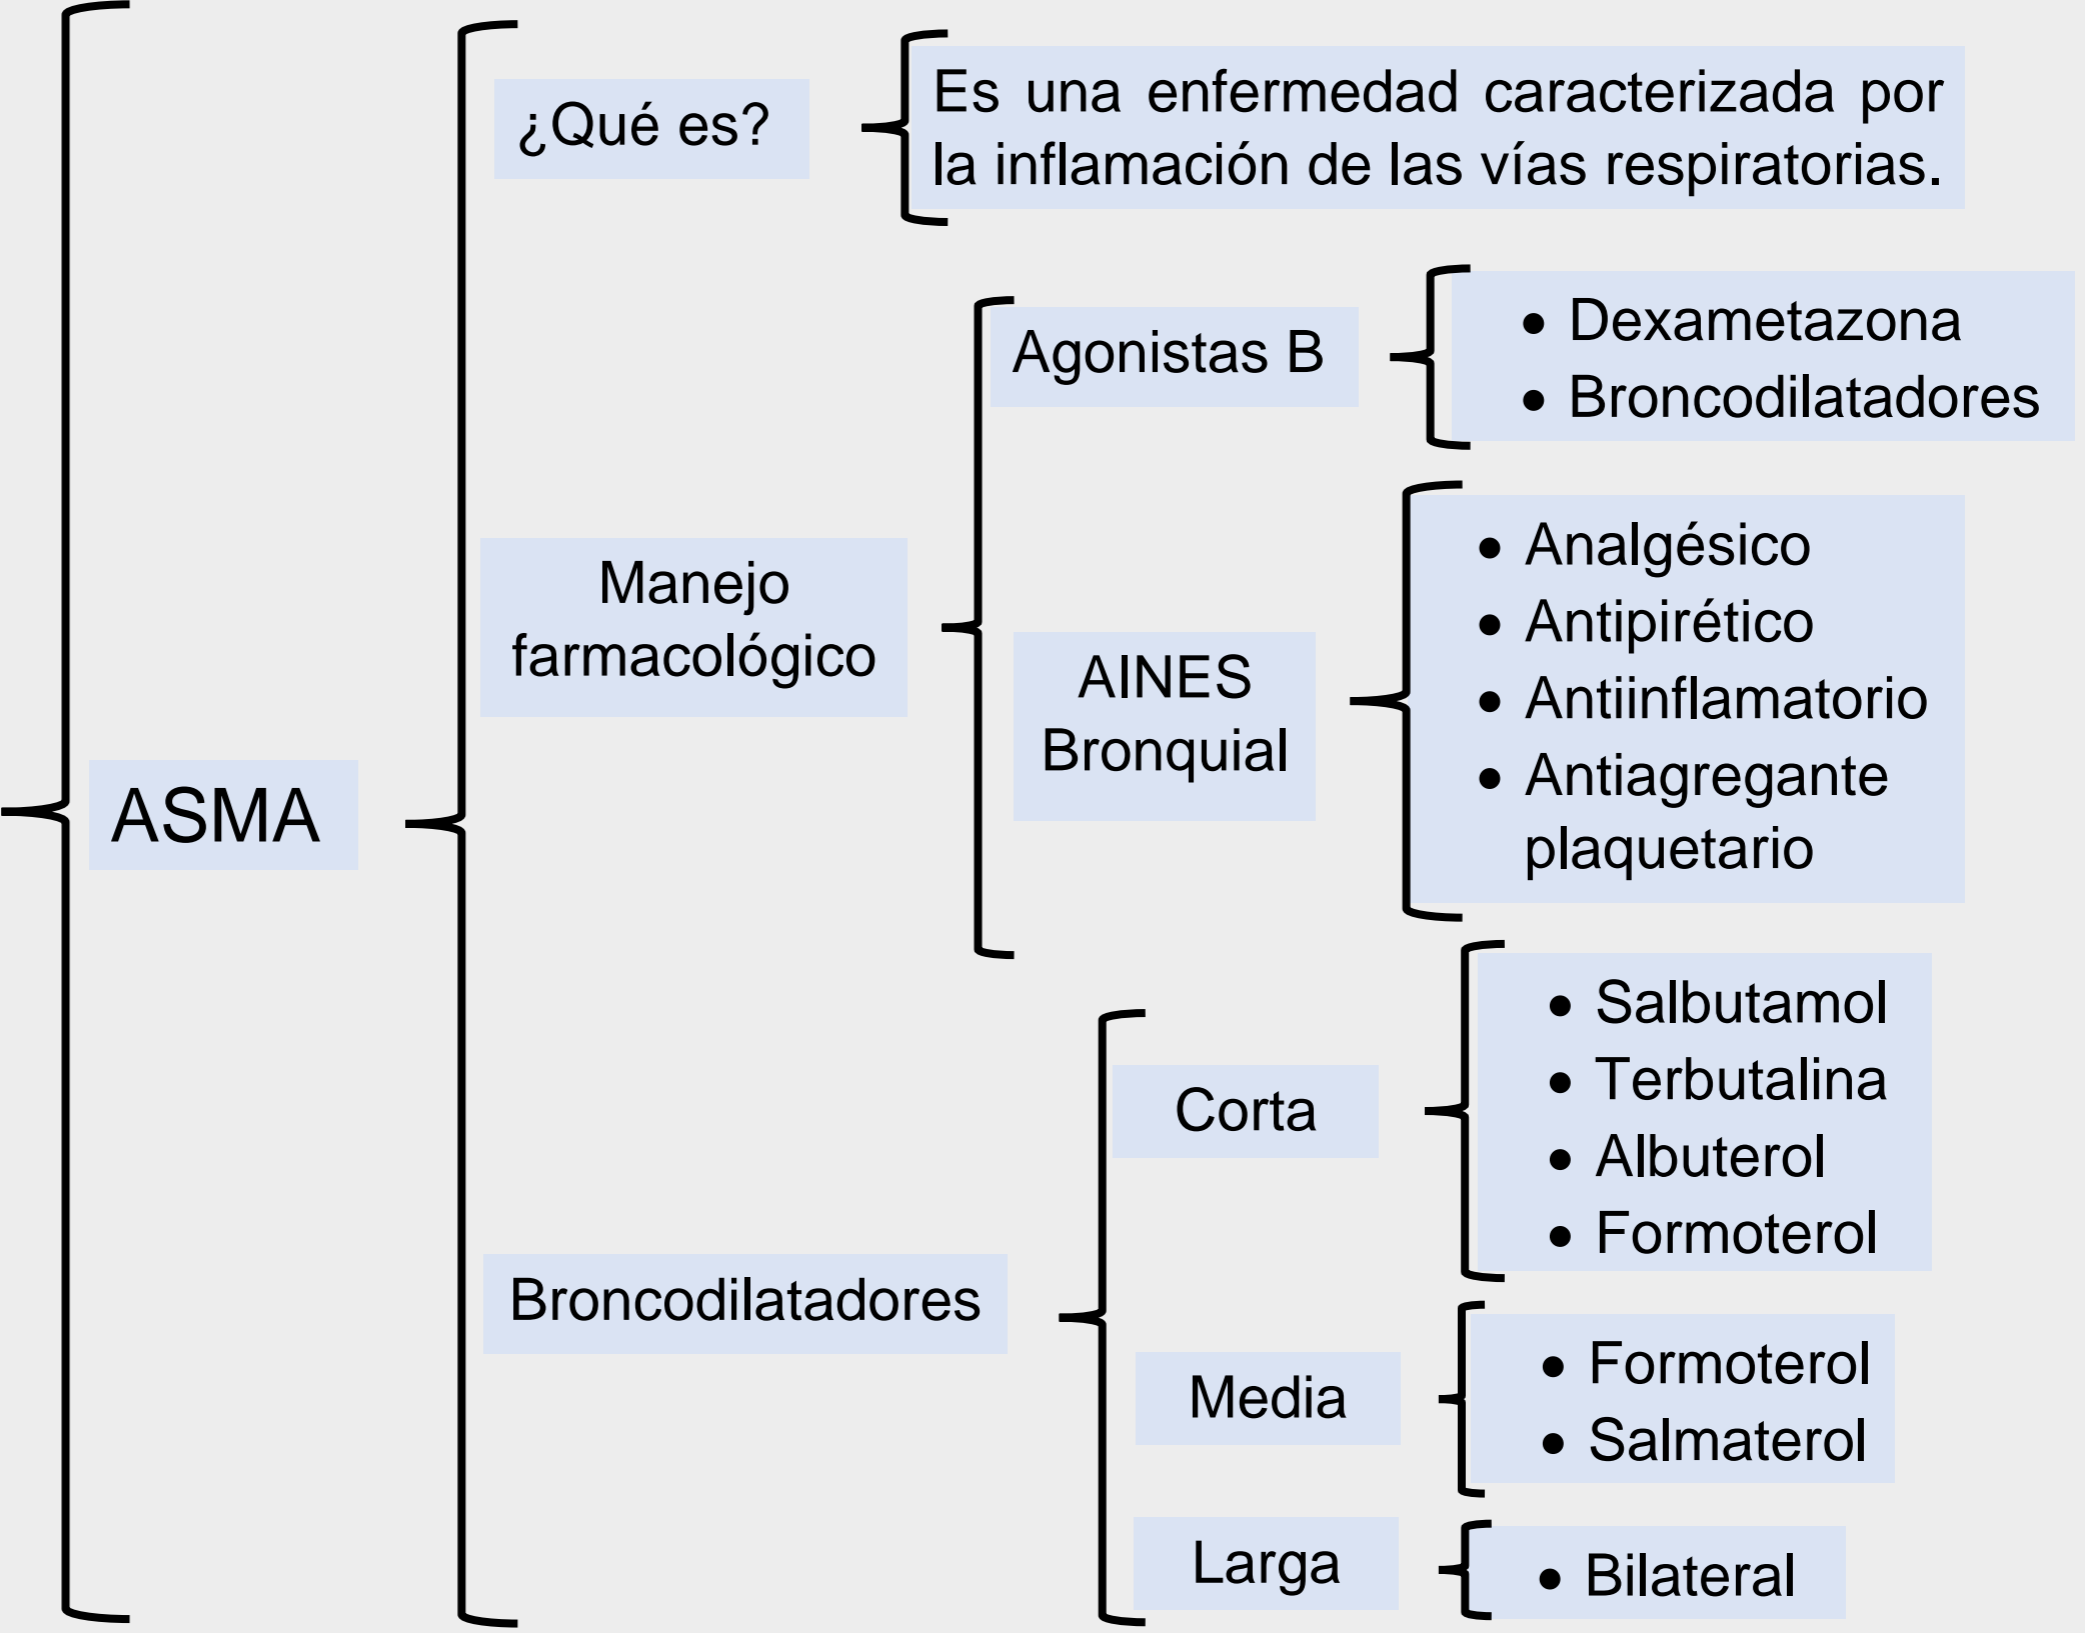 ASMA
¿Qué es?
Es una enfermedad caracterizada por
la inflamación de las vías respiratorias.
Manejo
farmacológico
Agonistas B
• Dexametazona
• Broncodilatadores
AINES
Bronquial
• Analgésico
• Antipirético
• Antiinflamatorio
• Antiagregante
plaquetario
Broncodilatadores
Corta
• Salbutamol
• Terbutalina
• Albuterol
• Formoterol
Media
• Formoterol
• Salmaterol
Larga
• Bilateral